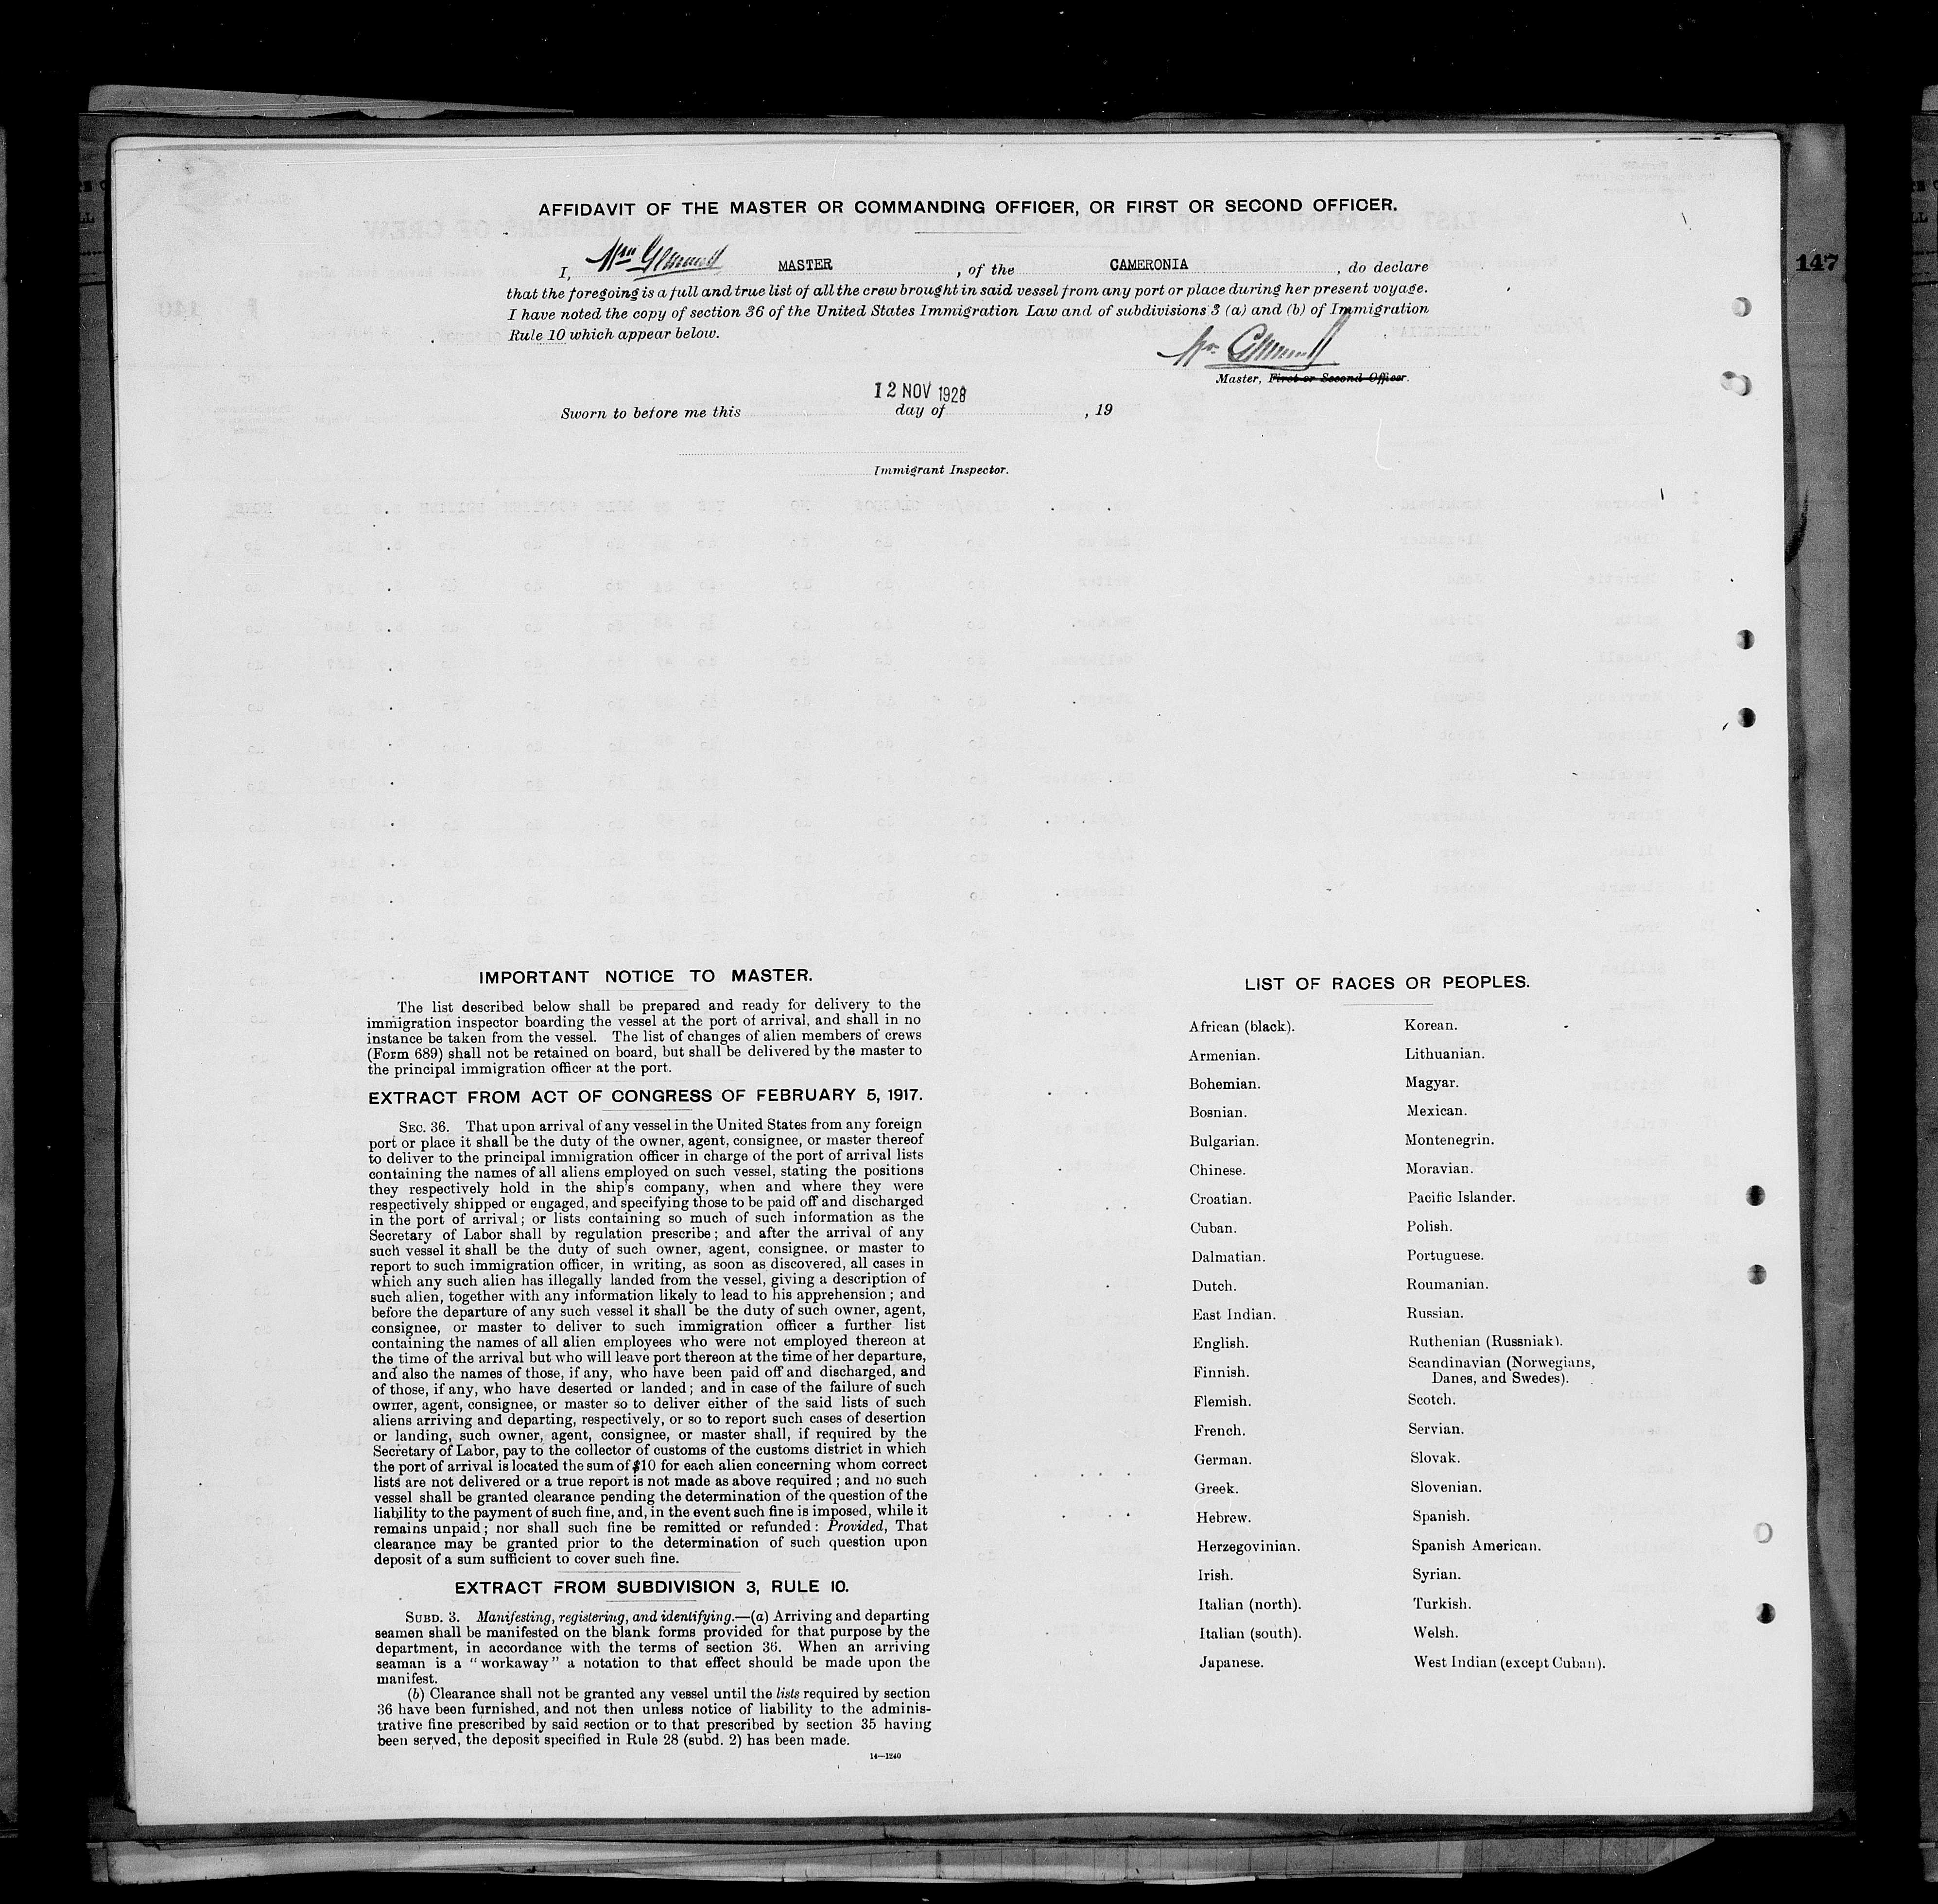 AFFIDAVIT OF THE MASTER OR COMMANDING OFFICER, OR FIRST OR SECOND OFFICER.
I, Wm MASTER, of the CAMERONIA, do declare
that the foregoing is a full and true list of all the crew brought in said vessel from any port or place during her present voyage.
I have noted the copy of section 36 of the United States Immigration Law and of subdivisions 3 (a) and (b) of Immigration
Rule 10 which appear below.
Wm
Master, First or Second Officer.
12 NOV 1928
Sworn to before me this day of , 19
Immigrant Inspector.
147
IMPORTANT NOTICE TO MASTER.
The list described below shall be prepared and ready for delivery to the
immigration inspector boarding the vessel at the port of arrival, and shall in no
instance be taken from the vessel. The list of changes of alien members of crews
(Form 689) shall not be retained on board, but shall be delivered by the master to
the principal immigration officer at the port.
EXTRACT FROM ACT OF CONGRESS OF FEBRUARY 5, 1917.
SEC. 36. That upon arrival of any vessel in the United States from any foreign
port or place it shall be the duty of the owner, agent, consignee, or master thereof
to deliver to the principal immigration officer in charge of the port of arrival lists
containing the names of all aliens employed on such vessel, stating the positions
they respectively hold in the ship's company, when and where they were
respectively shipped or engaged, and specifying those to be paid off and discharged
in the port of arrival; or lists containing so much of such information as the
Secretary of Labor shall by regulation prescribe; and after the arrival of any
such vessel it shall be the duty of such owner, agent, consignee, or master to
report to such immigration officer, in writing, as soon as discovered, all cases in
which any such alien has illegally landed from the vessel, giving a description of
such alien, together with any information likely to lead to his apprehension; and
before the departure of any such vessel it shall be the duty of such owner, agent,
consignee, or master to deliver to such immigration officer a further list
containing the names of all alien employees who were not employed thereon at
the time of the arrival but who will leave port thereon at the time of her departure,
and also the names of those, if any, who have been paid off and discharged, and
of those, if any, who have deserted or landed; and in case of the failure of such
owner, agent, consignee, or master so to deliver either of the said lists of such
aliens arriving and departing, respectively, or so to report such cases of desertion
or landing, such owner, agent, consignee, or master shall, if required by the
Secretary of Labor, pay to the collector of customs of the customs district in which
the port of arrival is located the sum of $10 for each alien concerning whom correct
lists are not delivered or a true report is not made as above required; and no such
vessel shall be granted clearance pending the determination of the question of the
liability to the payment of such fine, and, in the event such fine is imposed, while it
remains unpaid; nor shall such fine be remitted or refunded: Provided, That
clearance may be granted prior to the determination of such question upon
deposit of a sum sufficient to cover such fine.
EXTRACT FROM SUBDIVISION 3, RULE 10.
SUBD. 3. Manifesting, registering, and identifying.—(a) Arriving and departing
seamen shall be manifested on the blank forms provided for that purpose by the
department, in accordance with the terms of section 36. When an arriving
seaman is a "workaway" a notation to that effect should be made upon the
manifest.
(b) Clearance shall not be granted any vessel until the lists required by section
36 have been furnished, and not then unless notice of liability to the adminis-
trative fine prescribed by said section or to that prescribed by section 35 having
been served, the deposit specified in Rule 28 (subd. 2) has been made.
14—1240
LIST OF RACES OR PEOPLES.
African (black).
Armenian.
Bohemian.
Bosnian.
Bulgarian.
Chinese.
Croatian.
Cuban.
Dalmatian.
Dutch.
East Indian.
English.
Finnish.
Flemish.
French.
German.
Greek.
Hebrew.
Herzegovinian.
Irish.
Italian (north).
Italian (south).
Japanese.
Korean.
Lithuanian.
Magyar.
Mexican.
Montenegrin.
Moravian.
Pacific Islander.
Polish.
Portuguese.
Roumanian.
Russian.
Ruthenian (Russniak).
Scandinavian (Norwegians,
Danes, and Swedes).
Scotch.
Servian.
Slovak.
Slovenian.
Spanish.
Spanish American.
Syrian.
Turkish.
Welsh.
West Indian (except Cuban).